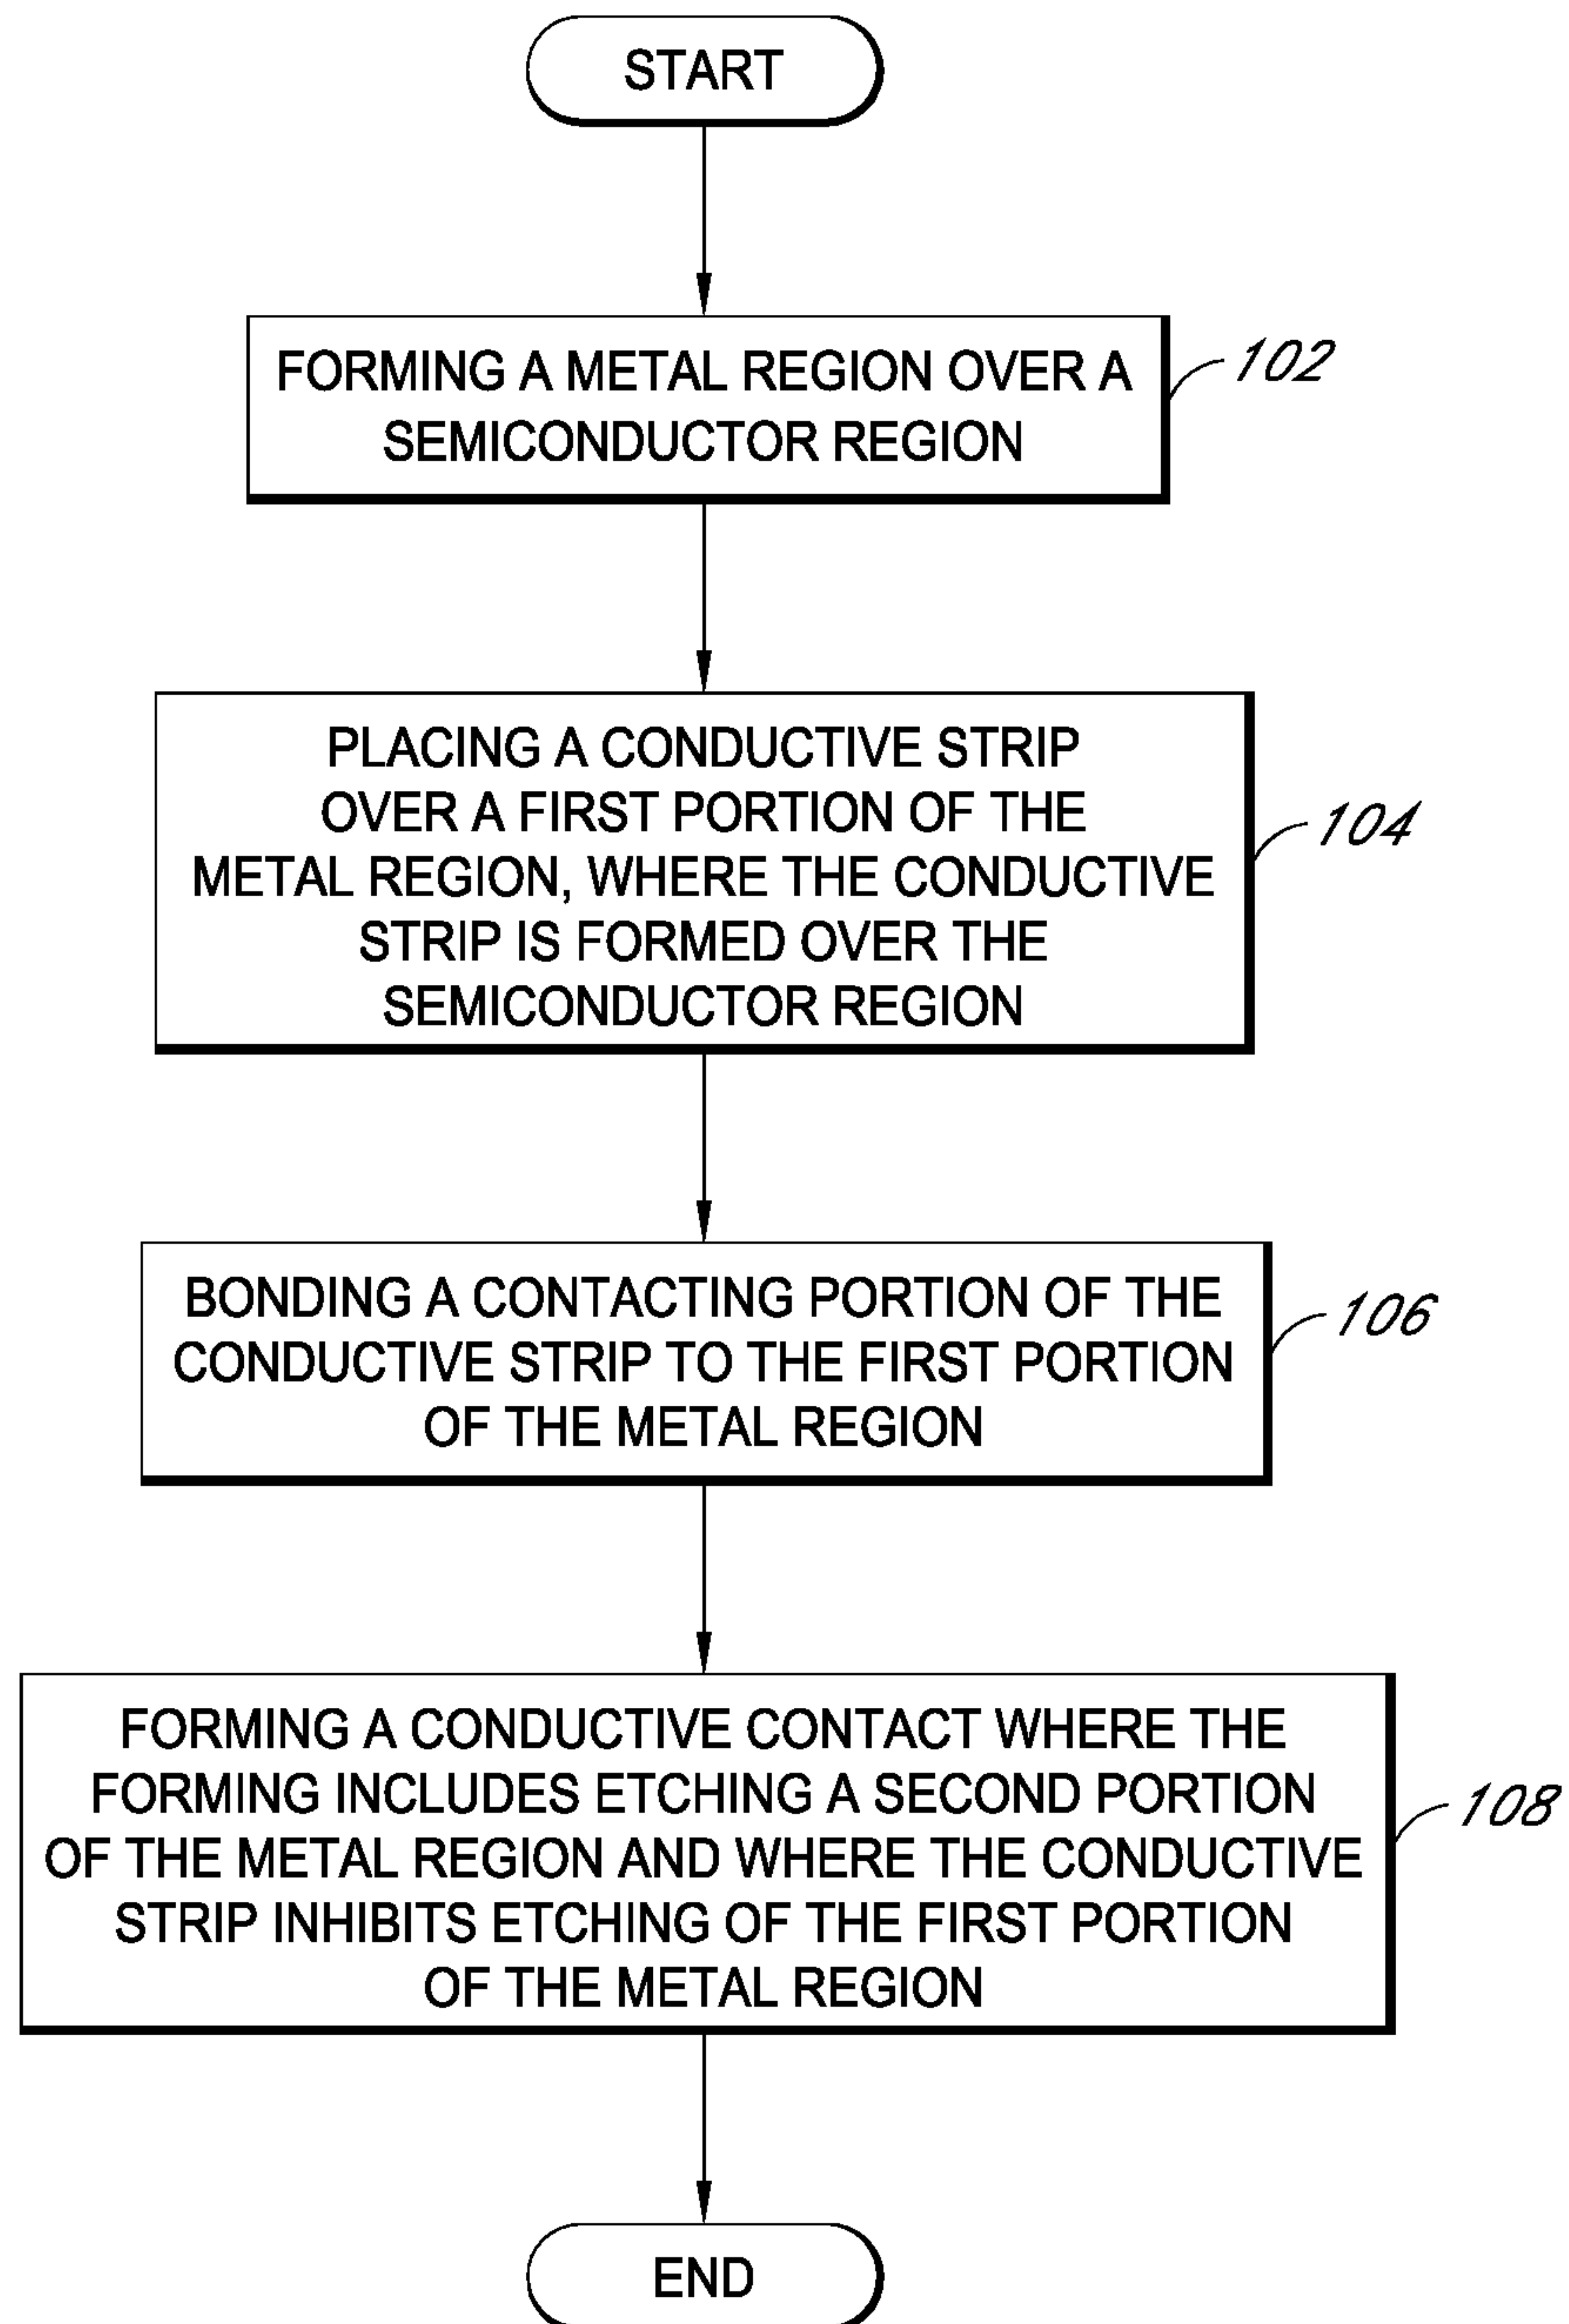 START
FORMING A METAL REGION OVER A
SEMICONDUCTOR REGION
102
PLACING A CONDUCTIVE STRIP
OVER A FIRST PORTION OF THE
METAL REGION, WHERE THE CONDUCTIVE
STRIP IS FORMED OVER THE
SEMICONDUCTOR REGION
104
BONDING A CONTACTING PORTION OF THE
CONDUCTIVE STRIP TO THE FIRST PORTION
OF THE METAL REGION
106
FORMING A CONDUCTIVE CONTACT WHERE THE
FORMING INCLUDES ETCHING A SECOND PORTION
OF THE METAL REGION AND WHERE THE CONDUCTIVE
STRIP INHIBITS ETCHING OF THE FIRST PORTION
OF THE METAL REGION
108
END